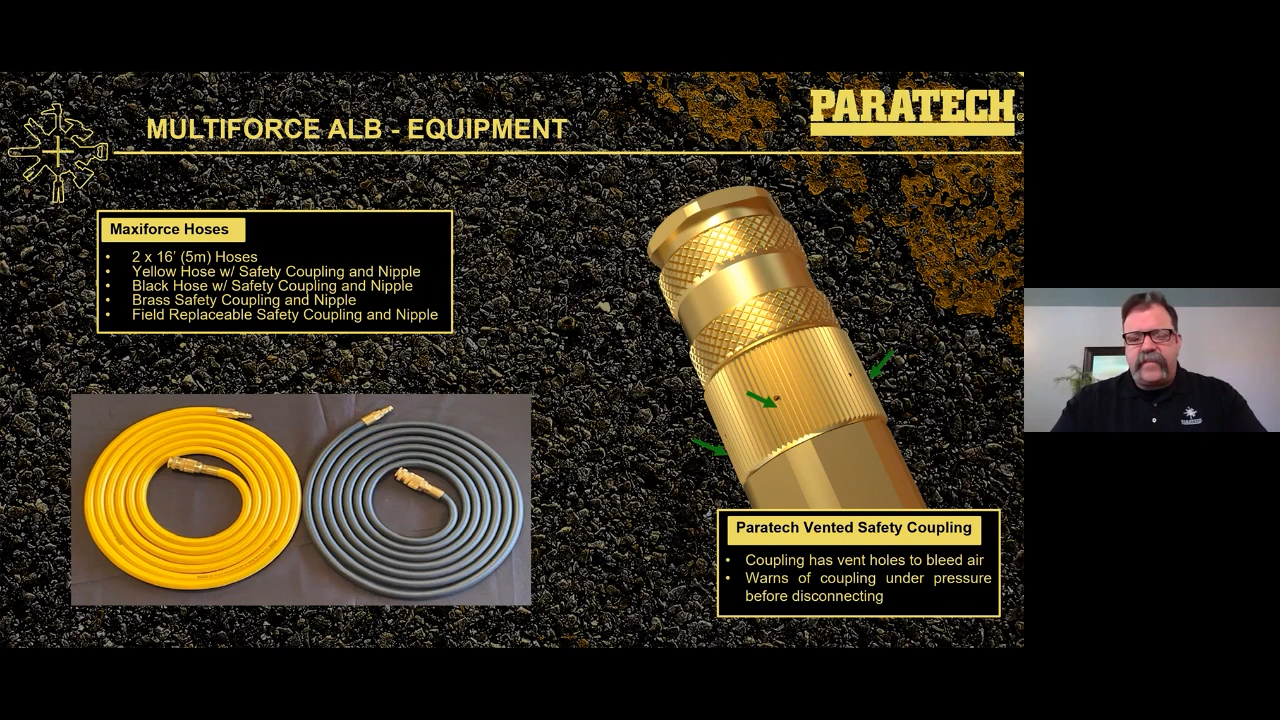 MULTIFORCE ALB - EQUIPMENT
PARATECH®
Maxiforce Hoses
• 2 x 16' (5m) Hoses
• Yellow Hose w/ Safety Coupling and Nipple
• Black Hose w/ Safety Coupling and Nipple
• Brass Safety Coupling and Nipple
• Field Replaceable Safety Coupling and Nipple
Paratech Vented Safety Coupling
• Coupling has vent holes to bleed air
• Warns of coupling under pressure
before disconnecting
PARATECH